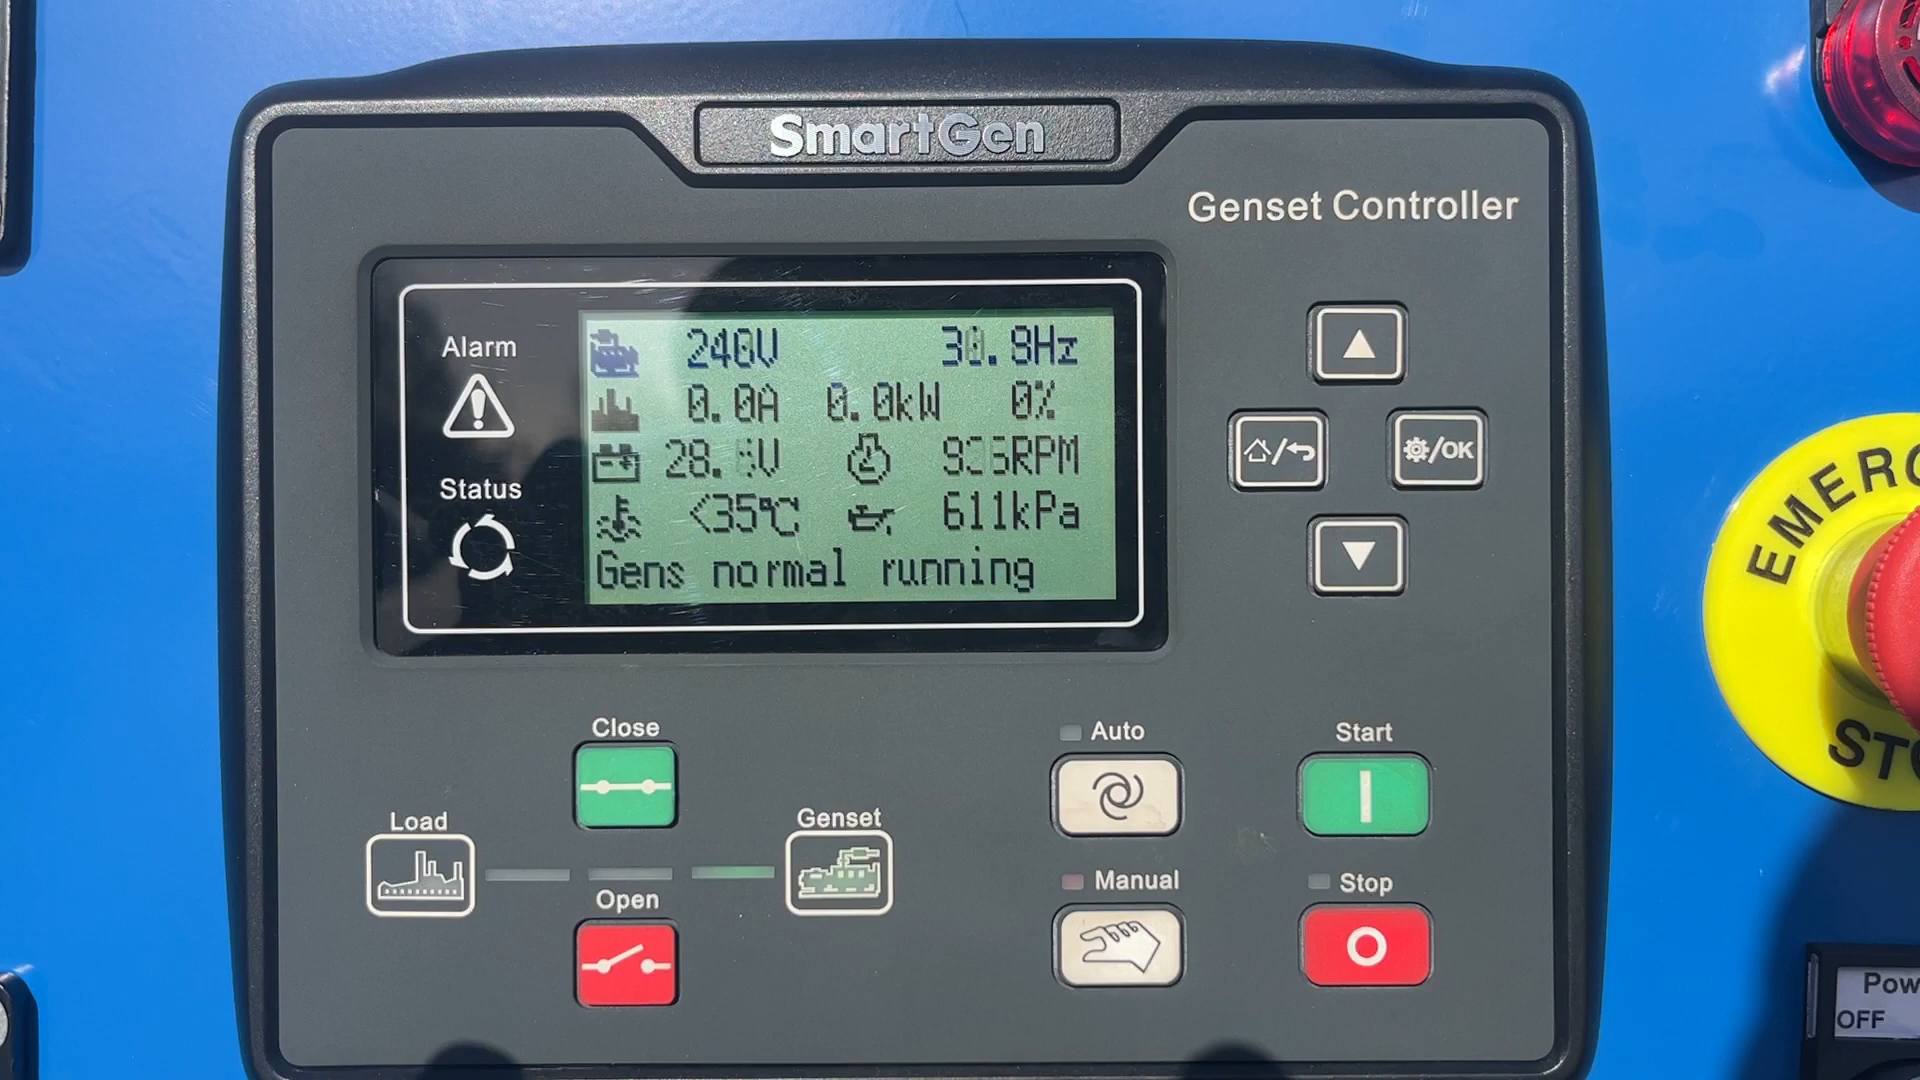 SmartGen
Genset Controller
Alarm
Status
240V
0.0A 0.0kW 0%
<35℃ 611kPa
Gens normal running
/OK
Close
Auto
Start
Load
Genset
Open
Manual
Stop
OFF